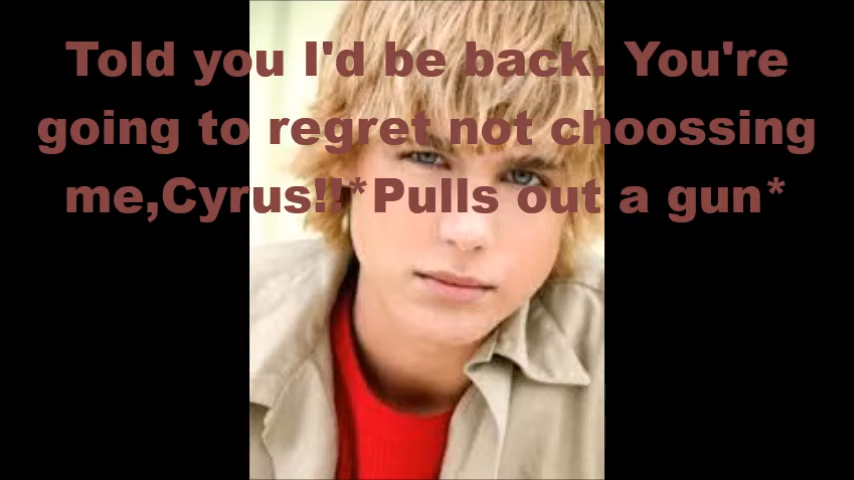 Told you I'd be back. You're
going to regret not choossing
me,Cyrus!!*Pulls out a gun*